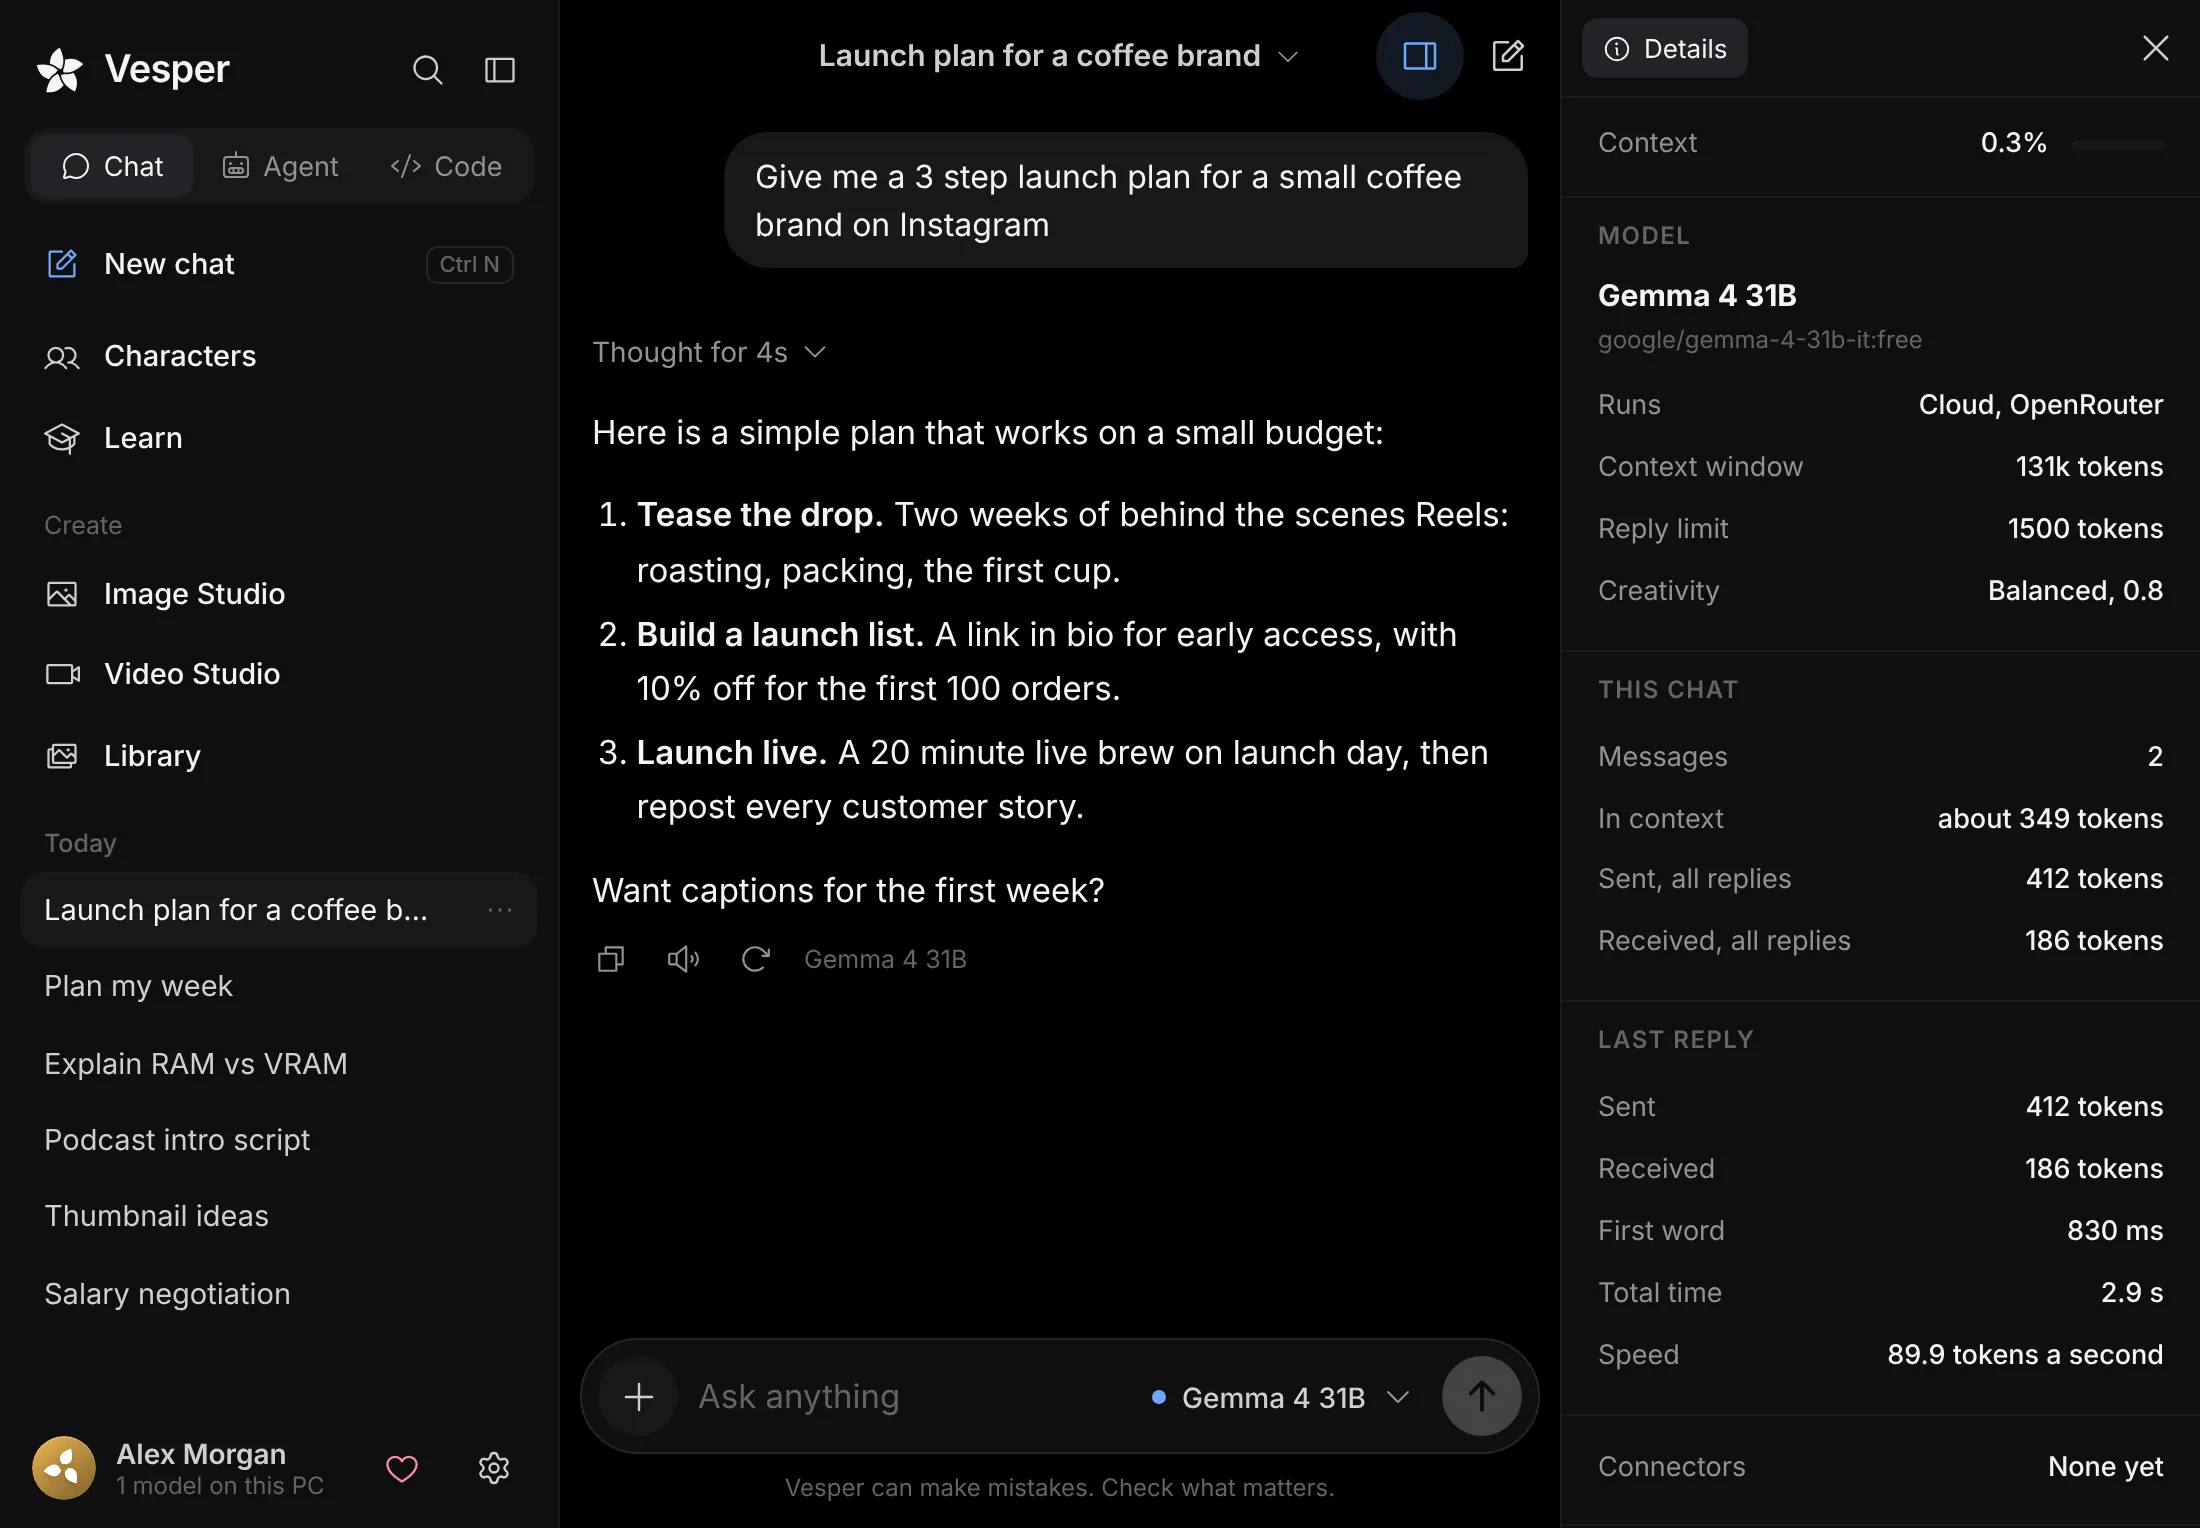 Vesper
Chat
Agent
</> Code
New chat
Ctrl N
Characters
Learn
Create
Image Studio
Video Studio
Library
Today
Launch plan for a coffee b...
Plan my week
Explain RAM vs VRAM
Podcast intro script
Thumbnail ideas
Salary negotiation
Alex Morgan
1 model on this PC
Launch plan for a coffee brand
Give me a 3 step launch plan for a small coffee
brand on Instagram
Thought for 4s
Here is a simple plan that works on a small budget:
1. Tease the drop. Two weeks of behind the scenes Reels:
roasting, packing, the first cup.
2. Build a launch list. A link in bio for early access, with
10% off for the first 100 orders.
3. Launch live. A 20 minute live brew on launch day, then
repost every customer story.
Want captions for the first week?
Gemma 4 31B
Ask anything
Gemma 4 31B
Vesper can make mistakes. Check what matters.
Details
Context 0.3%
MODEL
Gemma 4 31B
google/gemma-4-31b-it:free
Runs Cloud, OpenRouter
Context window 131k tokens
Reply limit 1500 tokens
Creativity Balanced, 0.8
THIS CHAT
Messages 2
In context about 349 tokens
Sent, all replies 412 tokens
Received, all replies 186 tokens
LAST REPLY
Sent 412 tokens
Received 186 tokens
First word 830 ms
Total time 2.9 s
Speed 89.9 tokens a second
Connectors None yet